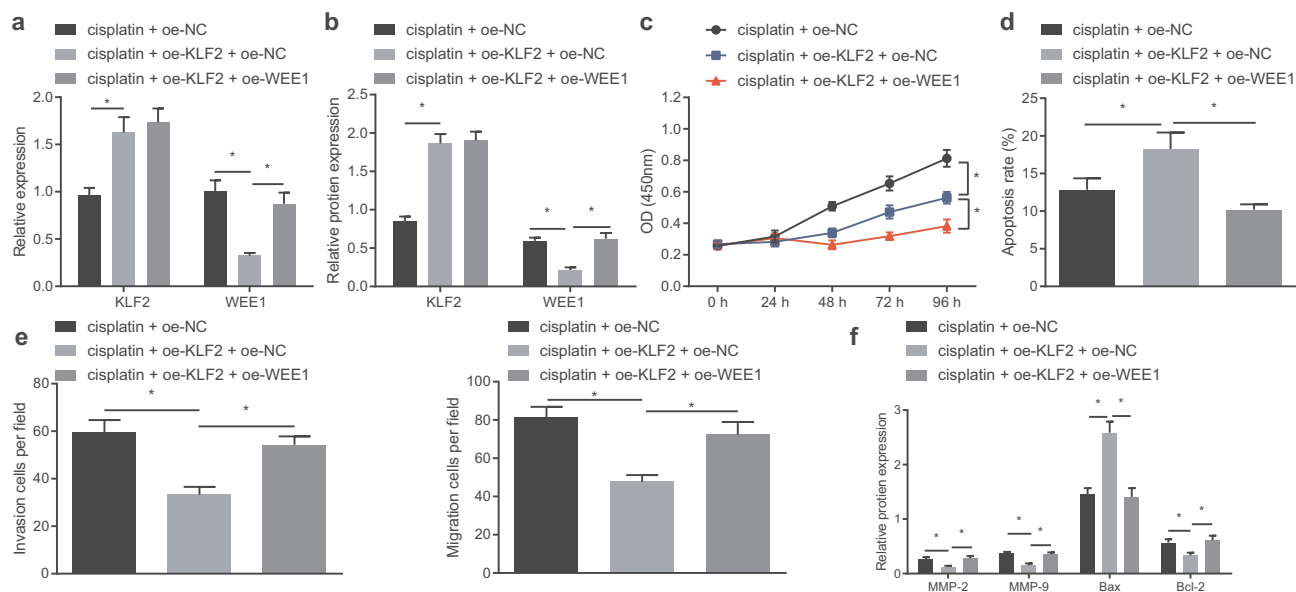 a
cisplatin + oe-NC
cisplatin + oe-KLF2 + oe-NC
cisplatin + oe-KLF2 + oe-WEE1
Relative expression
2.0
1.5
1.0
0.5
0.0
*
*
*
KLF2
WEE1
b
cisplatin + oe-NC
cisplatin + oe-KLF2 + oe-NC
cisplatin + oe-KLF2 + oe-WEE1
Relative protien expression
2.5
2.0
1.5
1.0
0.5
0.0
*
*
*
KLF2
WEE1
c
cisplatin + oe-NC
cisplatin + oe-KLF2 + oe-NC
cisplatin + oe-KLF2 + oe-WEE1
OD (450nm)
1.2
1.0
0.8
0.6
0.4
0.2
0.0
*
*
0 h
24 h
48 h
72 h
96 h
d
cisplatin + oe-NC
cisplatin + oe-KLF2 + oe-NC
cisplatin + oe-KLF2 + oe-WEE1
Apoptosis rate (%)
25
20
15
10
5
0
*
*
e
cisplatin + oe-NC
cisplatin + oe-KLF2 + oe-NC
cisplatin + oe-KLF2 + oe-WEE1
Invasion cells per field
80
60
40
20
0
*
*
cisplatin + oe-NC
cisplatin + oe-KLF2 + oe-NC
cisplatin + oe-KLF2 + oe-WEE1
Migration cells per field
100
80
60
40
20
0
*
*
f
cisplatin + oe-NC
cisplatin + oe-KLF2 + oe-NC
cisplatin + oe-KLF2 + oe-WEE1
Relative protien expression
3
2
1
0
*
*
*
*
*
*
*
*
MMP-2
MMP-9
Bax
Bcl-2